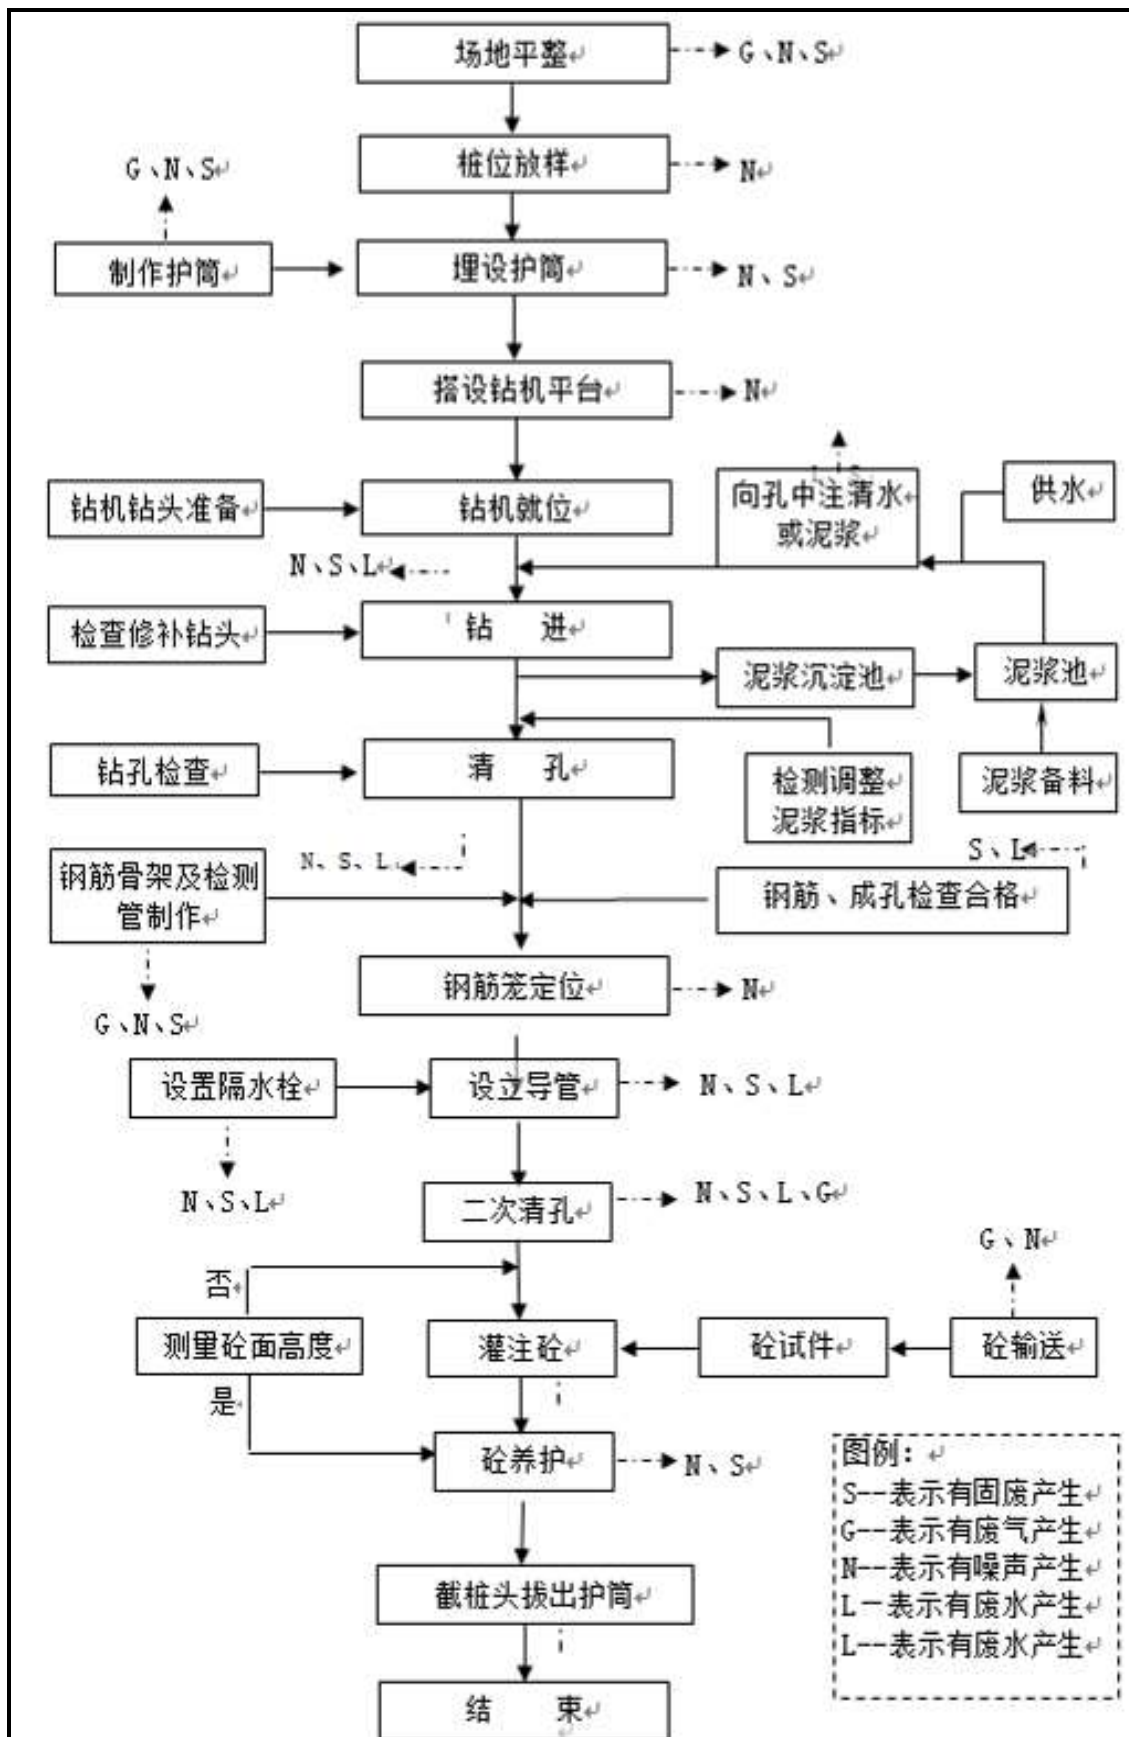 场地平整
G、N、S
桩位放样
N
G、N、S
制作护筒
埋设护筒
N、S
搭设钻机平台
N
钻机钻头准备
钻机就位
向孔中注清水
或泥浆
供水
N、S、L
检查修补钻头
钻 进
泥浆沉淀池
泥浆池
钻孔检查
清 孔
检测调整
泥浆指标
泥浆备料
N、S、L
S、L
钢筋骨架及检测
管制作
钢筋、成孔检查合格
G、N、S
钢筋笼定位
N
设置隔水栓
设立导管
N、S、L
N、S、L
二次清孔
N、S、L、G
G、N
否
测量砼面高度
灌注砼
砼试件
砼输送
是
砼养护
N、S
图例：
S--表示有固废产生
G--表示有废气产生
N--表示有噪声产生
L－表示有废水产生
L--表示有废水产生
截桩头拔出护筒
结 束